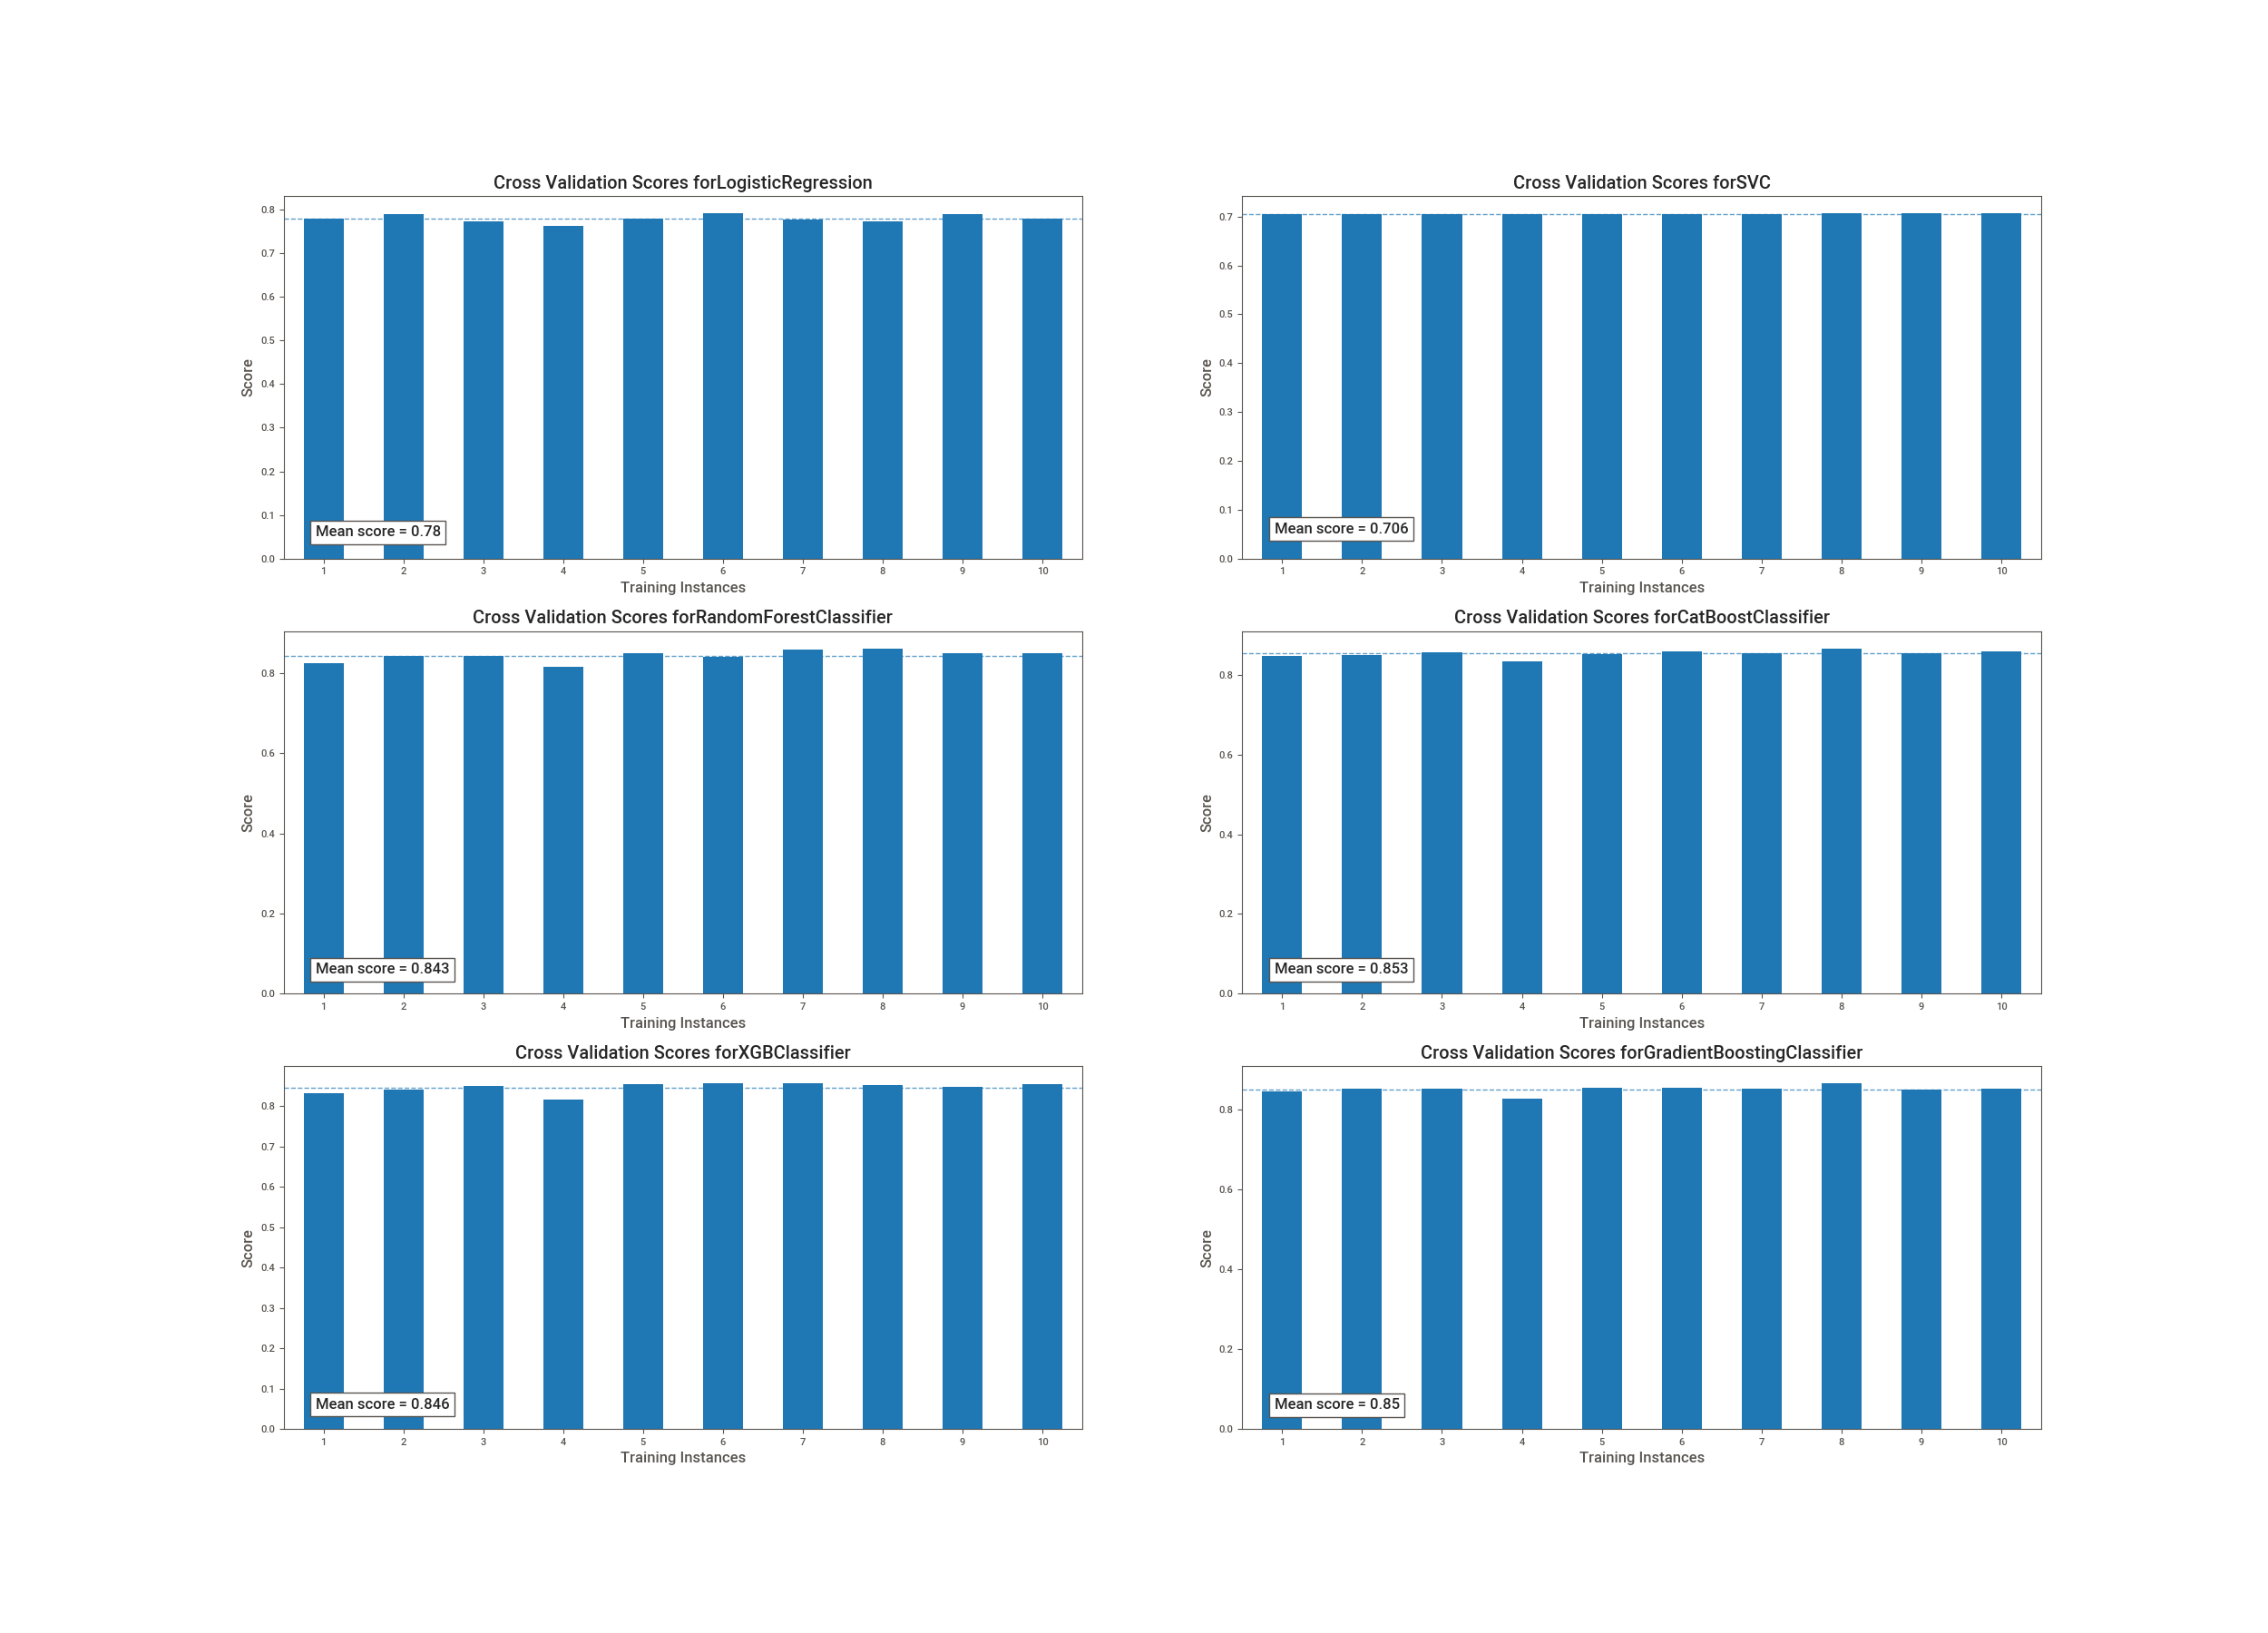 Cross Validation Scores forLogisticRegression
0.8
0.7
0.6
0.5
0.4
0.3
0.2
0.1
0.0
Score
Mean score = 0.78
1 2 3 4 5 6 7 8 9 10
Training Instances
Cross Validation Scores forSVC
0.7
0.6
0.5
0.4
0.3
0.2
0.1
0.0
Score
Mean score = 0.706
1 2 3 4 5 6 7 8 9 10
Training Instances
Cross Validation Scores forRandomForestClassifier
0.8
0.6
0.4
0.2
0.0
Score
Mean score = 0.843
1 2 3 4 5 6 7 8 9 10
Training Instances
Cross Validation Scores forCatBoostClassifier
0.8
0.6
0.4
0.2
0.0
Score
Mean score = 0.853
1 2 3 4 5 6 7 8 9 10
Training Instances
Cross Validation Scores forXGBClassifier
0.8
0.7
0.6
0.5
0.4
0.3
0.2
0.1
0.0
Score
Mean score = 0.846
1 2 3 4 5 6 7 8 9 10
Training Instances
Cross Validation Scores forGradientBoostingClassifier
0.8
0.6
0.4
0.2
0.0
Score
Mean score = 0.85
1 2 3 4 5 6 7 8 9 10
Training Instances